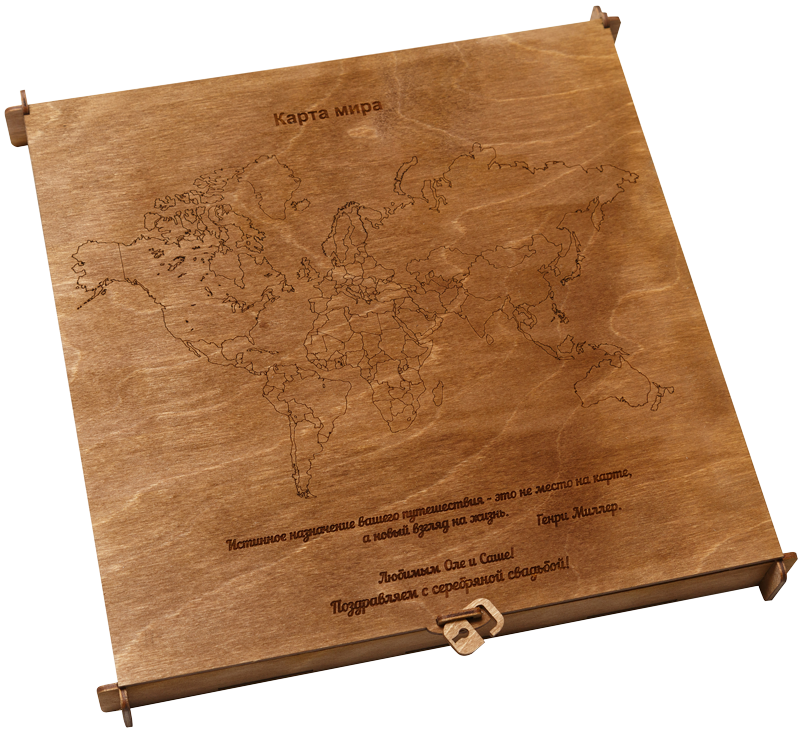 Карта мира
"Истинное назначение вашего путешествия - это не место на карте,
а новый взгляд на жизнь.
Генри Миллер.
Любимым Оле и Саше!
Поздравляем с серебряной свадьбой!